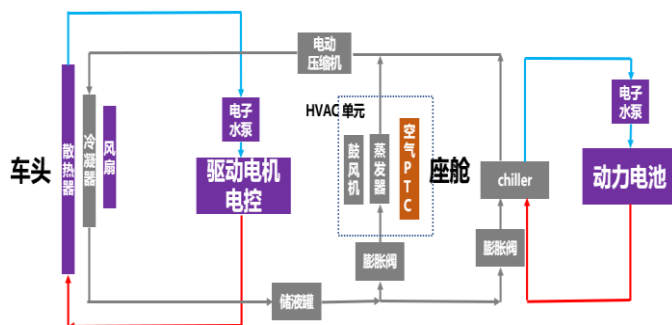 电动
压缩机
电子
水泵
HVAC 单元
电子
水泵
车头
散热器
冷凝器
风扇
驱动电机
电控
鼓风机
蒸发器
空气PTC
座舱
chiller
动力电池
膨胀阀
膨胀阀
储液罐